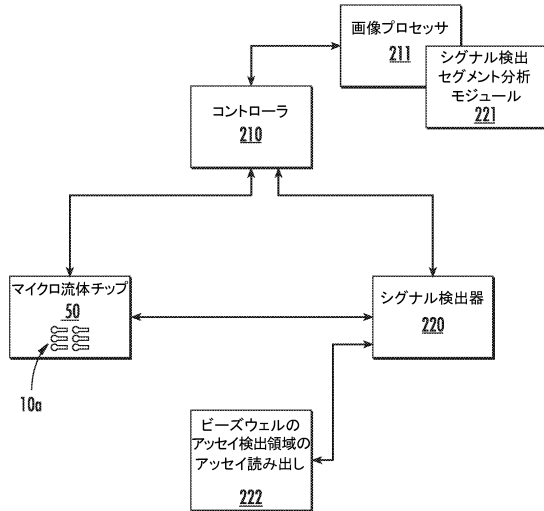 画像プロセッサ
211
シグナル検出
セグメント分析
モジュール
221
コントローラ
210
マイクロ流体チップ
50
10a
シグナル検出器
220
ビーズウェルの
アッセイ検出領域の
アッセイ読み出し
222